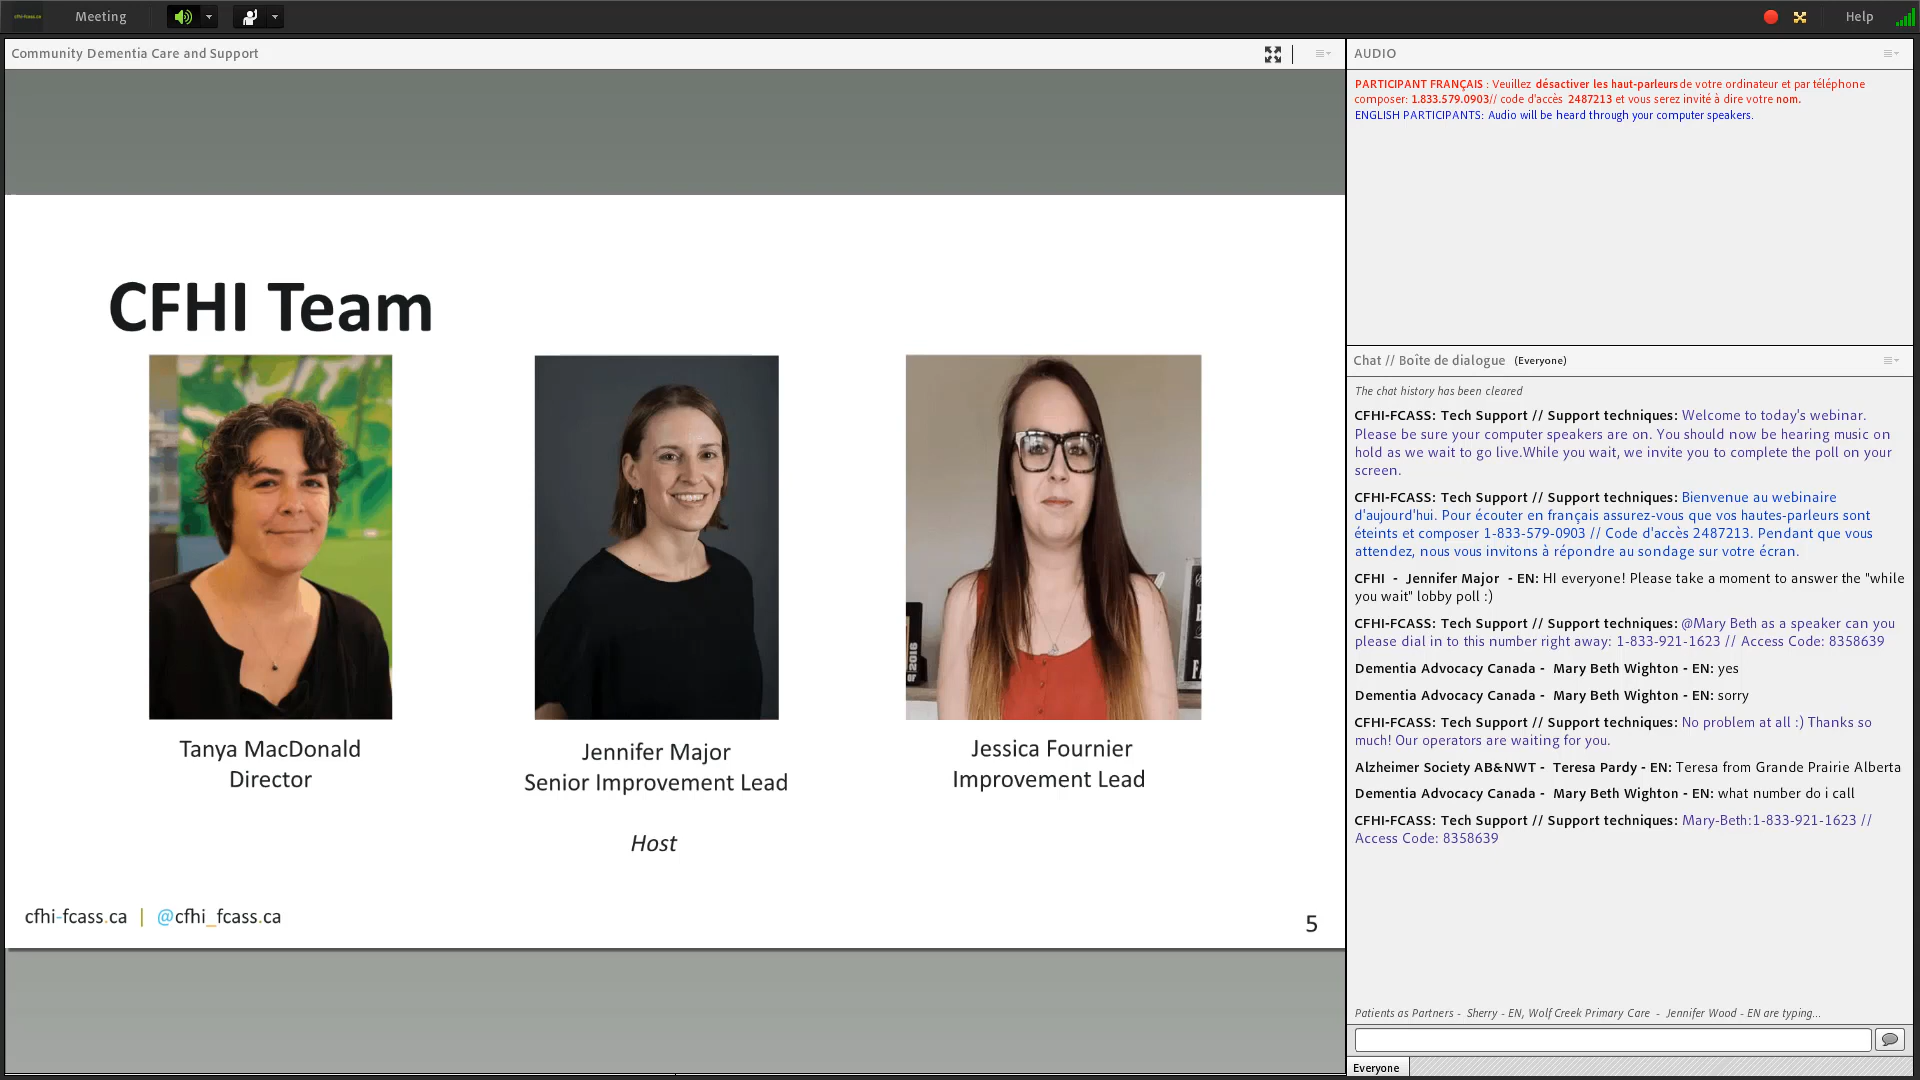 cfhi-fcass.ca
Meeting
Help
Community Dementia Care and Support
CFHI Team
Tanya MacDonald
Director
Jennifer Major
Senior Improvement Lead
Host
Jessica Fournier
Improvement Lead
cfhi-fcass.ca | @cfhi_fcass.ca
5
AUDIO
PARTICIPANT FRANÇAIS : Veuillez désactiver les haut-parleurs de votre ordinateur et par téléphone
composer: 1.833.579.0903// code d'accès 2487213 et vous serez invité à dire votre nom.
ENGLISH PARTICIPANTS: Audio will be heard through your computer speakers.
Chat // Boîte de dialogue (Everyone)
The chat history has been cleared
CFHI-FCASS: Tech Support // Support techniques: Welcome to today's webinar.
Please be sure your computer speakers are on. You should now be hearing music on
hold as we wait to go live.While you wait, we invite you to complete the poll on your
screen.
CFHI-FCASS: Tech Support // Support techniques: Bienvenue au webinaire
d'aujourd'hui. Pour écouter en français assurez-vous que vos hautes-parleurs sont
éteints et composer 1-833-579-0903 // Code d'accès 2487213. Pendant que vous
attendez, nous vous invitons à répondre au sondage sur votre écran.
CFHI - Jennifer Major - EN: HI everyone! Please take a moment to answer the "while
you wait" lobby poll :)
CFHI-FCASS: Tech Support // Support techniques: @Mary Beth as a speaker can you
please dial in to this number right away: 1-833-921-1623 // Access Code: 8358639
Dementia Advocacy Canada - Mary Beth Wighton - EN: yes
Dementia Advocacy Canada - Mary Beth Wighton - EN: sorry
CFHI-FCASS: Tech Support // Support techniques: No problem at all :) Thanks so
much! Our operators are waiting for you.
Alzheimer Society AB&NWT - Teresa Pardy - EN: Teresa from Grande Prairie Alberta
Dementia Advocacy Canada - Mary Beth Wighton - EN: what number do i call
CFHI-FCASS: Tech Support // Support techniques: Mary-Beth:1-833-921-1623 //
Access Code: 8358639
Patients as Partners - Sherry - EN, Wolf Creek Primary Care - Jennifer Wood - EN are typing...
Everyone